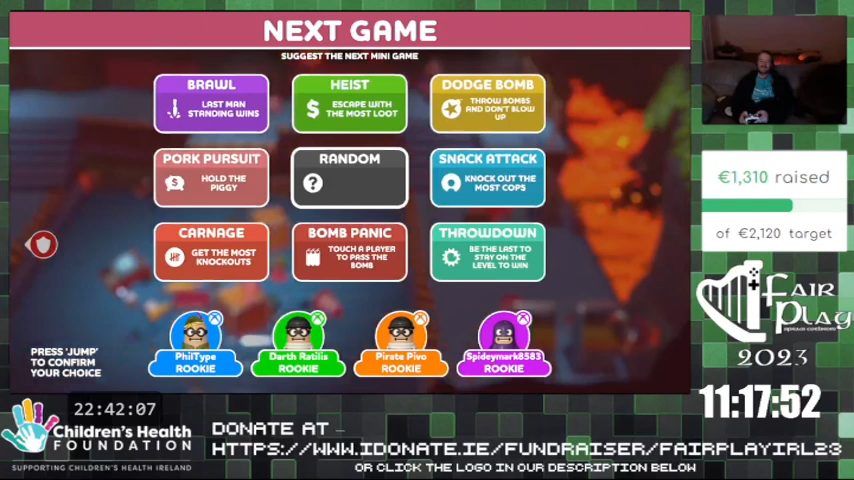 NEXT GAME
SUGGEST THE NEXT MINI GAME
BRAWL
LAST MAN
STANDING WINS
HEIST
$
ESCAPE WITH
THE MOST LOOT
DODGE BOMB
THROW BOMBS
AND DON'T BLOW
UP
PORK PURSUIT
HOLD THE
PIGGY
RANDOM
?
SNACK ATTACK
KNOCK OUT THE
MOST COPS
CARNAGE
GET THE MOST
KNOCKOUTS
BOMB PANIC
TOUCH A PLAYER
TO PASS THE
BOMB
THROWDOWN
BE THE LAST TO
STAY ON THE
LEVEL TO WIN
PRESS 'JUMP'
TO CONFIRM
YOUR CHOICE
PhilType
ROOKIE
Darth Ratilis
ROOKIE
Pirate Pivo
ROOKIE
Spideymark8583
ROOKIE
€1,310 raised
of €2,120 target
FAIR
PLAY
2023
11:17:52
22:42:07
Children's Health
FOUNDATION
SUPPORTING CHILDREN'S HEALTH IRELAND
DONATE AT -
HTTPS://WWW.IDONATE.IE/FUNDRAISER/FAIRPLAYIRL23
OR CLICK THE LOGO IN OUR DESCRIPTION BELOW